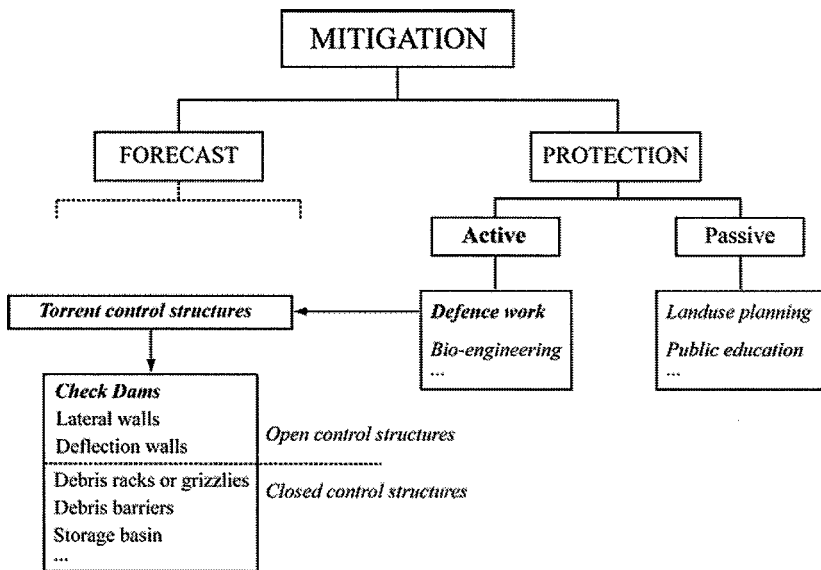 MITIGATION
FORECAST
PROTECTION
Active
Passive
Torrent control structures
Defence work
Bio-engineering
...
Landuse planning
Public education
...
Check Dams
Lateral walls
Deflection walls
Open control structures
Debris racks or grizzlies
Debris barriers
Storage basin
...
Closed control structures